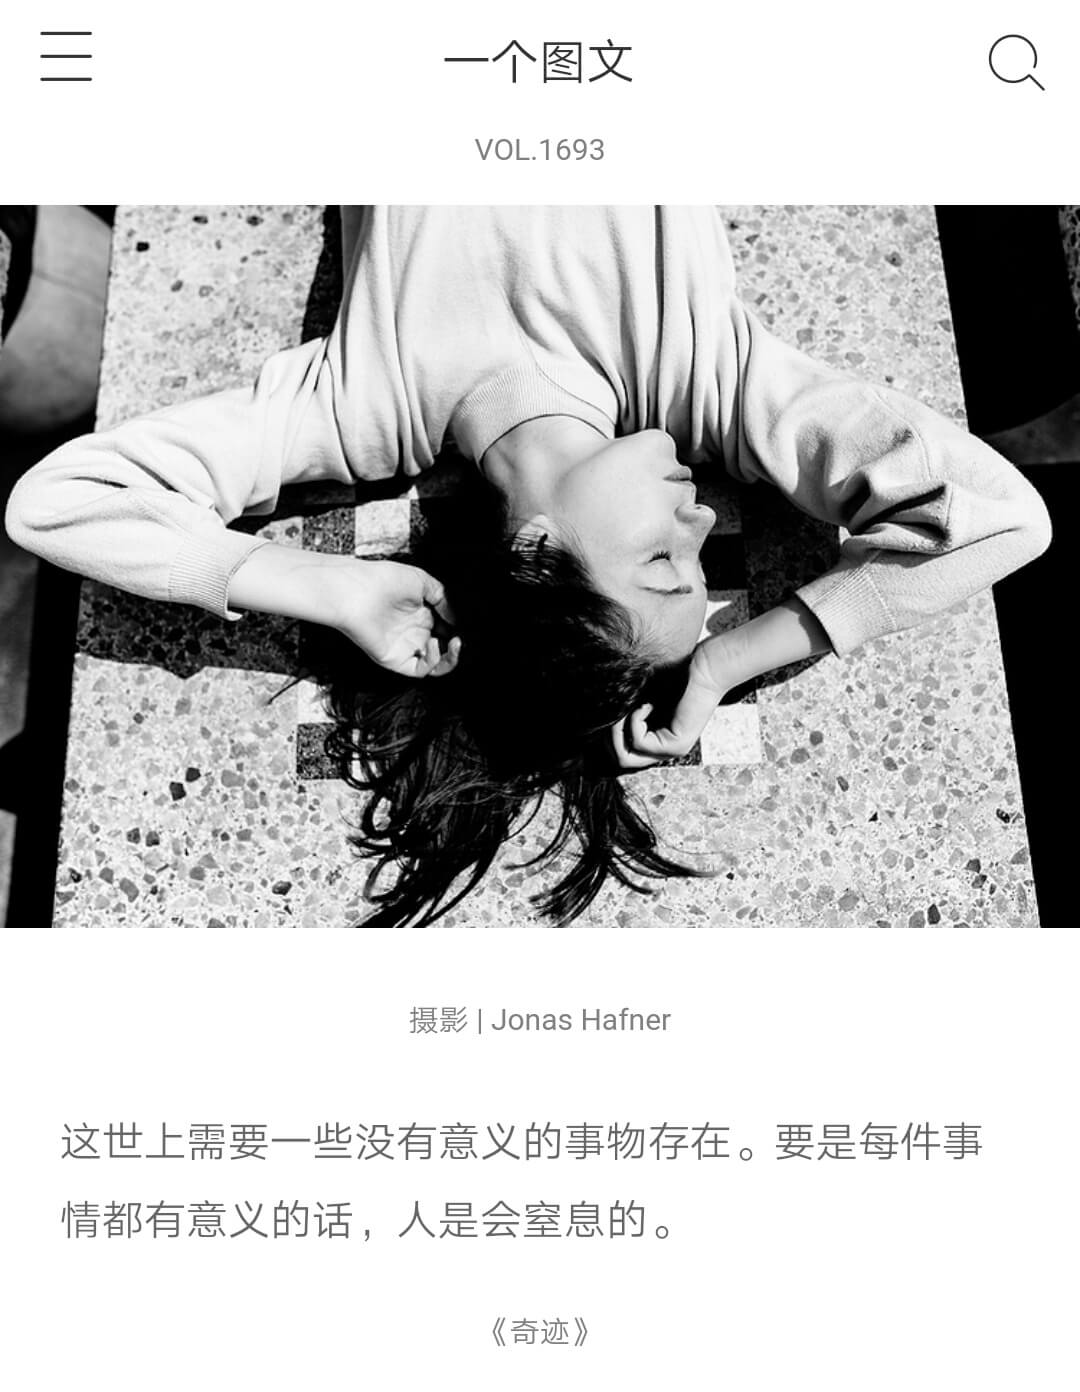 一个图文
VOL.1693
摄影 | Jonas Hafner
这世上需要一些没有意义的事物存在。要是每件事
情都有意义的话，人是会窒息的。
《奇迹》